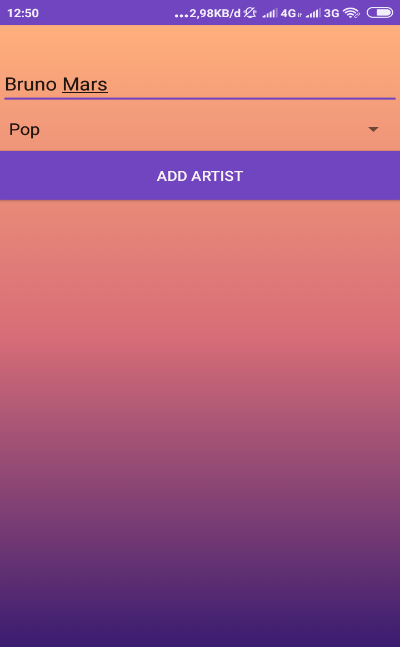 12:50
...2,98KB/d 4G 3G
Bruno Mars
Pop
ADD ARTIST